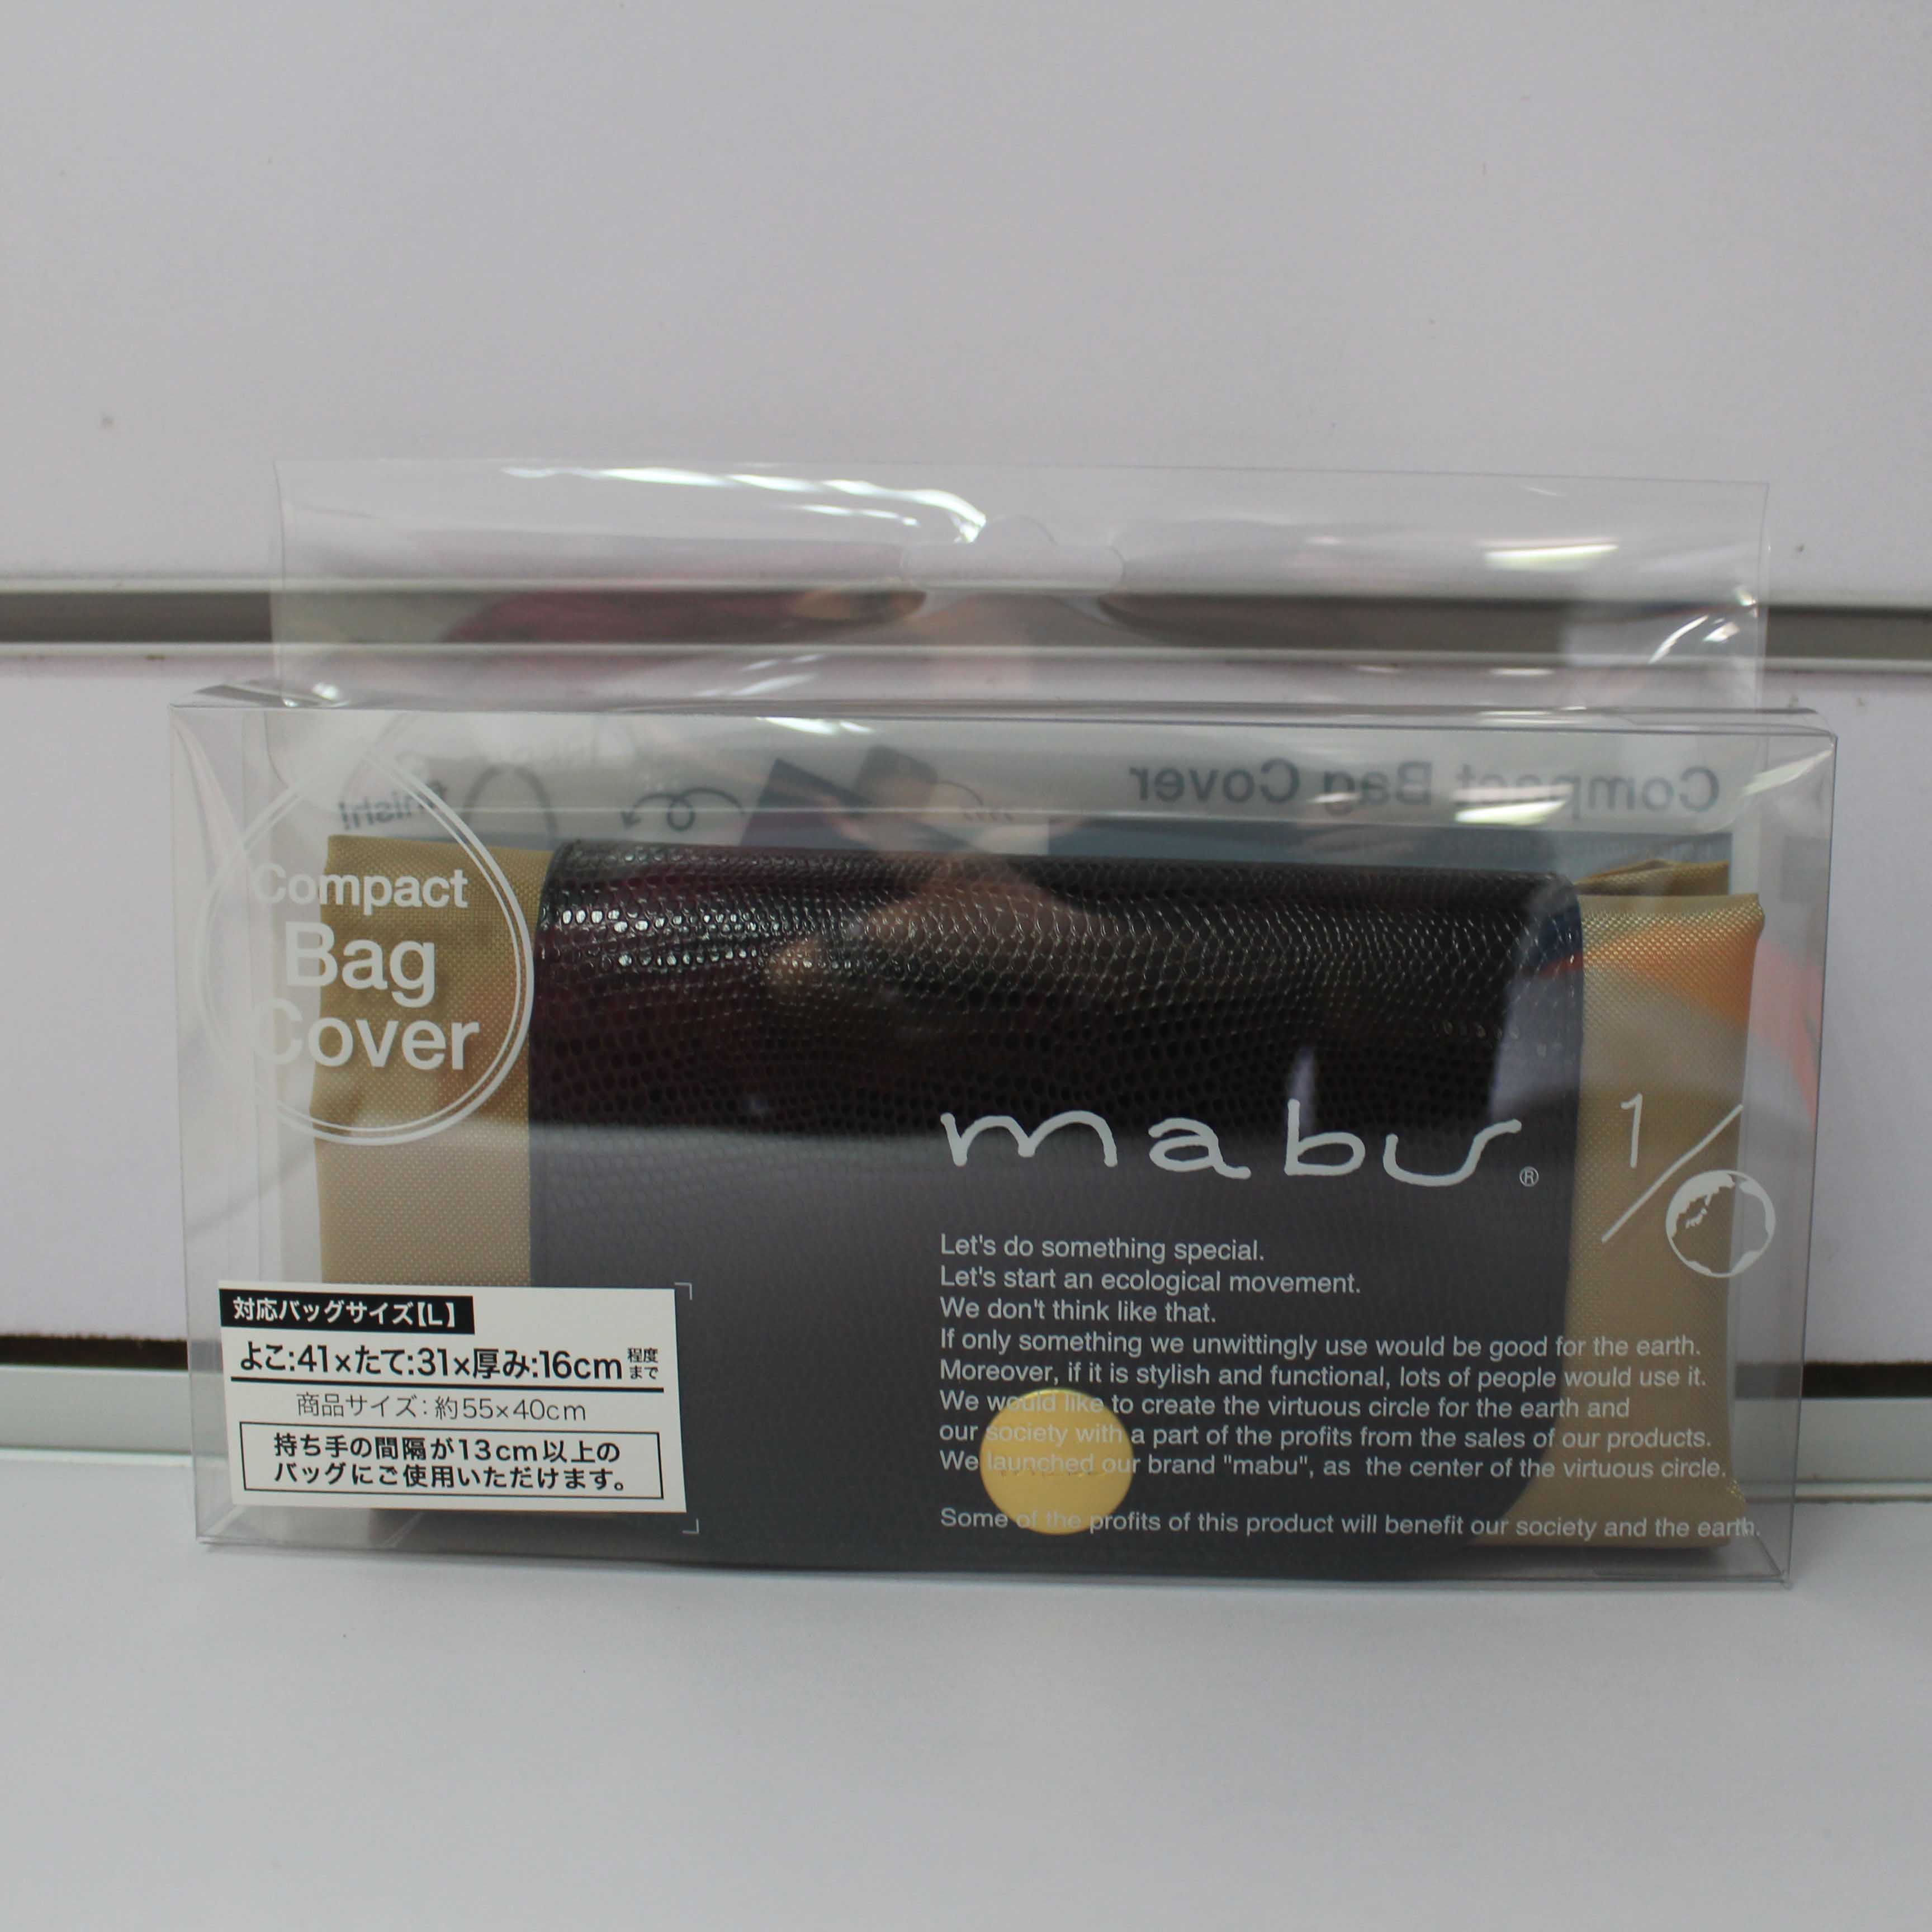 Compact Bag Cover
finish!
Compact
Bag
Cover
mabu®
1/
Let's do something special.
Let's start an ecological movement.
We don't think like that.
If only something we unwittingly use would be good for the earth.
Moreover, if it is stylish and functional, lots of people would use it.
We would like to create the virtuous circle for the earth and
our society with a part of the profits from the sales of our products.
We launched our brand "mabu", as the center of the virtuous circle.
Some of the profits of this product will benefit our society and the earth.
対応バッグサイズ【L】
よこ:41×たて:31×厚み:16cm程度まで
商品サイズ:約55×40cm
持ち手の間隔が13cm以上の
バッグにご使用いただけます。